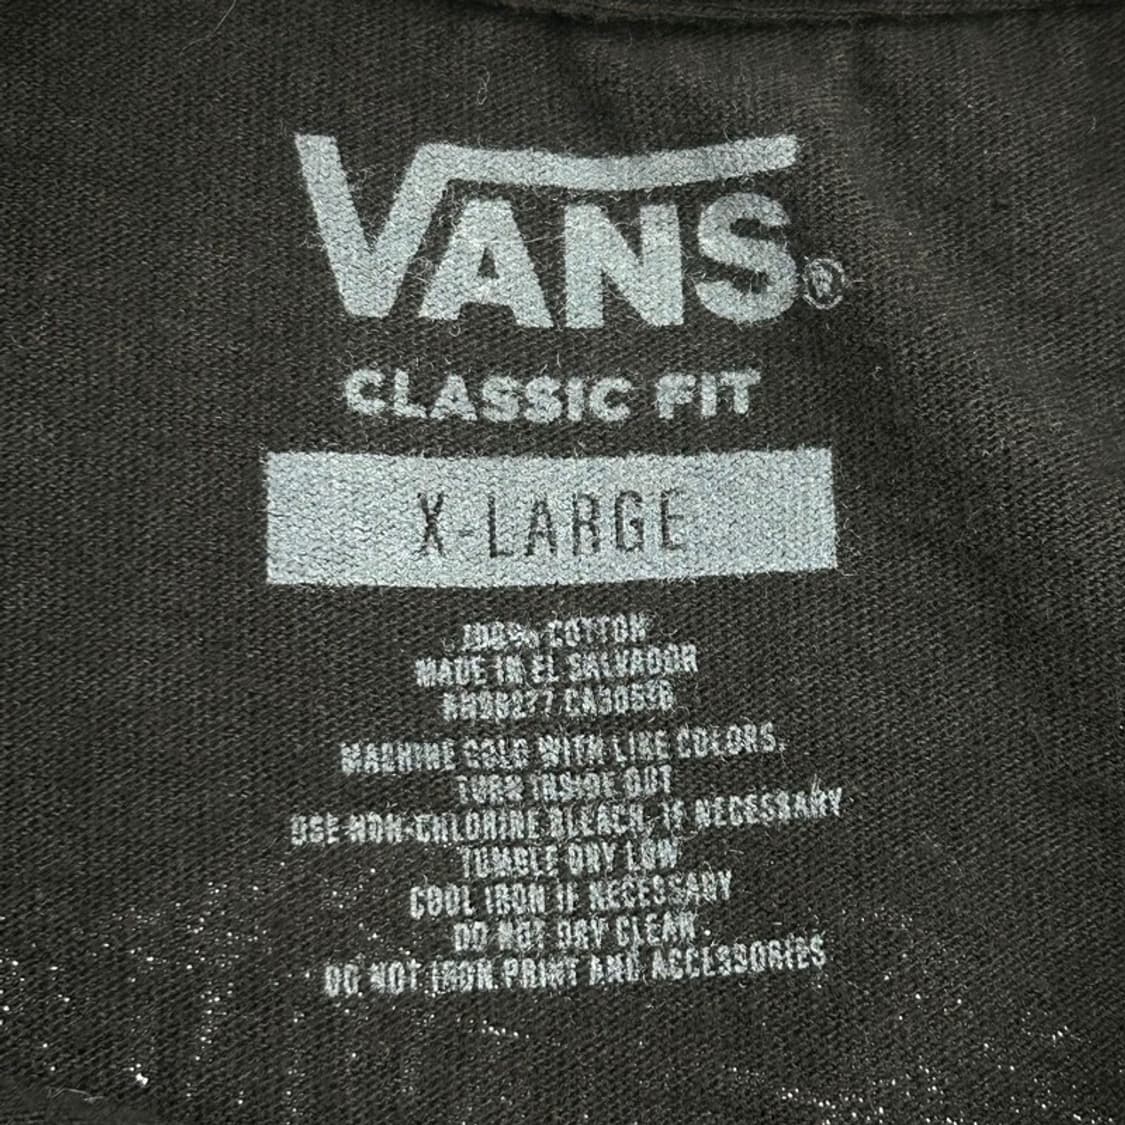 VANS®
CLASSIC FIT
X-LARGE
100% COTTON
MADE IN EL SALVADOR
CA30516
MACHINE COLD WITH LIKE COLORS.
TURN INSIDE OUT
USE NON-CHLORINE BLEACH, IF NECESSARY
TUMBLE DRY LOW
COOL IRON IF NECESSARY
DO NOT DRY CLEAN
DO NOT IRON PRINT AND ACCESSORIES